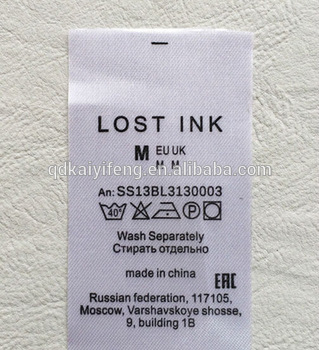 LOST INK
M EU UK
M M
qdkaiyifeng.en.alibaba.com
An: SS13BL3130003
40°
P
Wash Separately
Стирать отдельно
made in china
EAC
Russian federation, 117105,
Moscow, Varshavskoye shosse,
9, building 1B